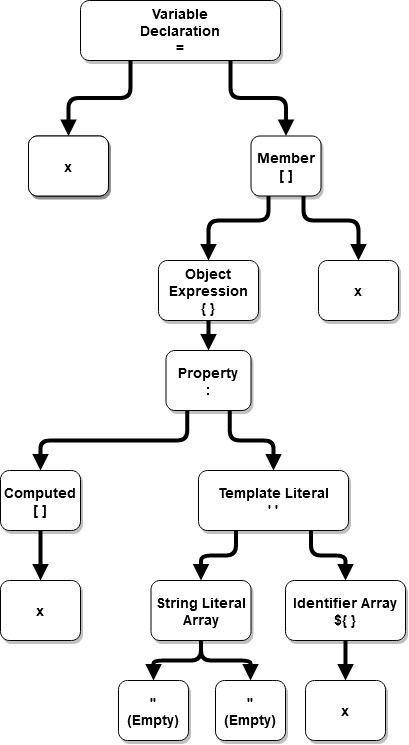 Variable
Declaration
=
x
Member
[ ]
Object
Expression
{ }
x
Property
:
Computed
[ ]
Template Literal
' '
x
String Literal
Array
Identifier Array
${ }
"
(Empty)
"
(Empty)
x